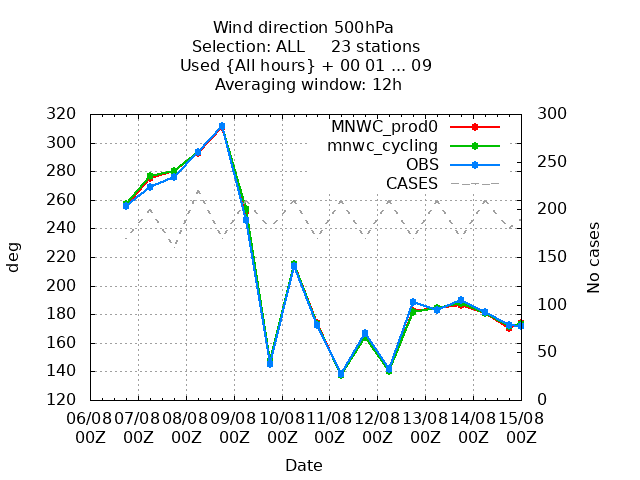 Wind direction 500hPa
Selection: ALL     23 stations
Used {All hours} + 00 01 ... 09
Averaging window: 12h
MNWC_prod0
mnwc_cycling
OBS
CASES
deg
320
300
280
260
240
220
200
180
160
140
120
No cases
300
250
200
150
100
50
0
06/08 07/08 08/08 09/08 10/08 11/08 12/08 13/08 14/08 15/08
00Z 00Z 00Z 00Z 00Z 00Z 00Z 00Z 00Z 00Z
Date